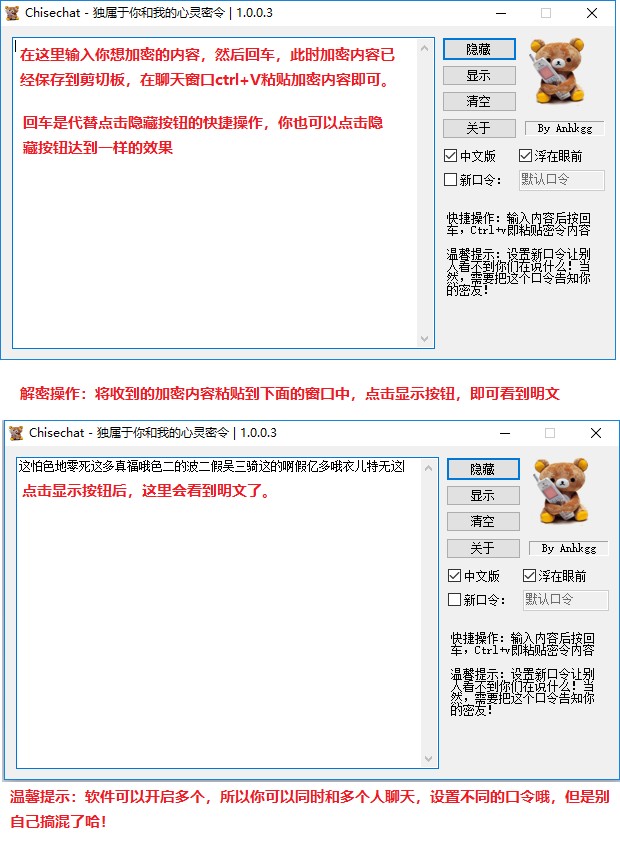 Chisechat - 独属于你和我的心灵密令 | 1.0.0.3
在这里输入你想加密的内容，然后回车，此时加密内容已
经保存到剪切板，在聊天窗口ctrl+V粘贴加密内容即可。
回车是代替点击隐藏按钮的快捷操作，你也可以点击隐
藏按钮达到一样的效果
隐藏
显示
清空
关于
By Anhkgg
中文版
浮在眼前
新口令：
默认口令
快捷操作：输入内容后按回
车，Ctrl+v即粘贴密令内容
温馨提示：设置新口令让别
人看不到你们在说什么！当
然，需要把这个口令告知你
的密友！
解密操作：将收到的加密内容粘贴到下面的窗口中，点击显示按钮，即可看到明文
Chisechat - 独属于你和我的心灵密令 | 1.0.0.3
这怕色地零死这多真福哦色二的波二假吴三骑这的啊假亿多哦衣儿特无这
点击显示按钮后，这里会看到明文了。
隐藏
显示
清空
关于
By Anhkgg
中文版
浮在眼前
新口令：
默认口令
快捷操作：输入内容后按回
车，Ctrl+v即粘贴密令内容
温馨提示：设置新口令让别
人看不到你们在说什么！当
然，需要把这个口令告知你
的密友！
温馨提示：软件可以开启多个，所以你可以同时和多个人聊天，设置不同的口令哦，但是别
自己搞混了哈！